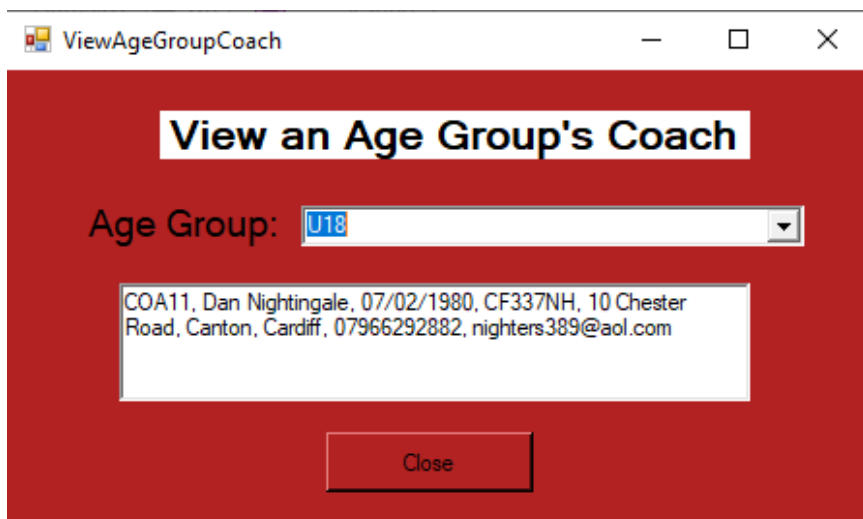 ViewAgeGroupCoach
View an Age Group's Coach
Age Group: U18
COA11, Dan Nightingale, 07/02/1980, CF337NH, 10 Chester
Road, Canton, Cardiff, 07966292882, nighters389@aol.com
Close